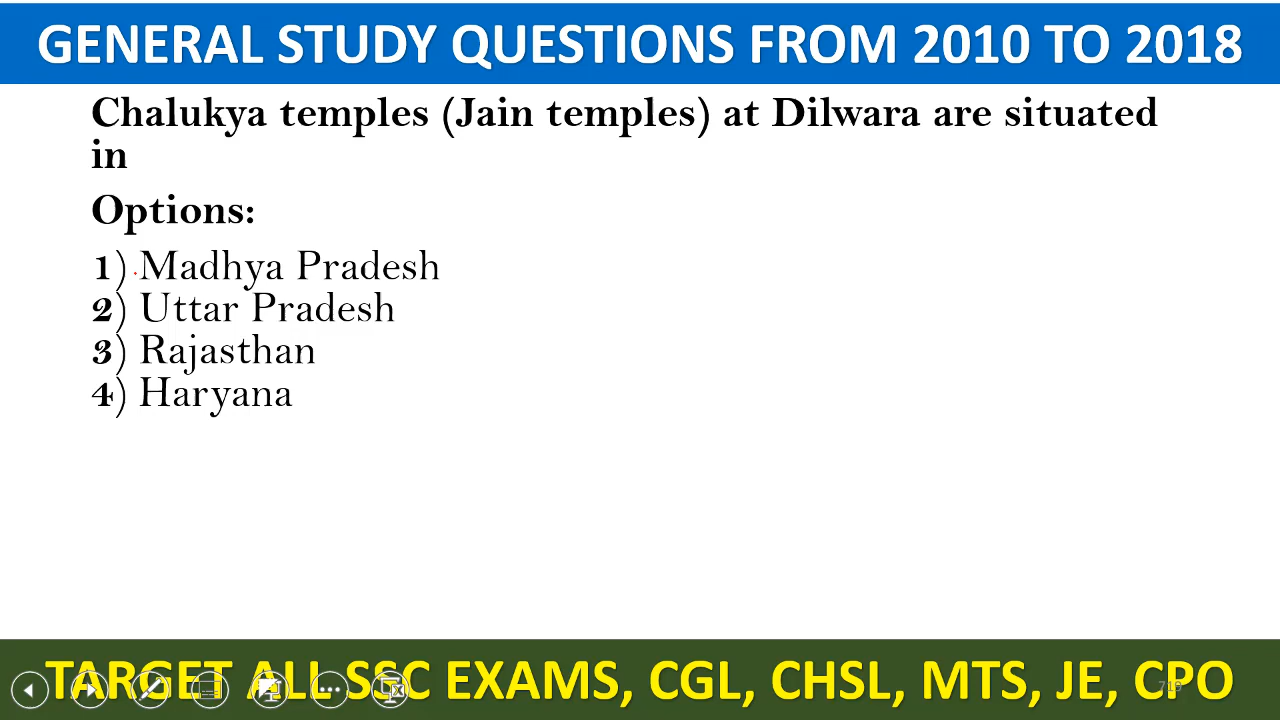 GENERAL STUDY QUESTIONS FROM 2010 TO 2018
Chalukya temples (Jain temples) at Dilwara are situated
in
Options:
1) Madhya Pradesh
2) Uttar Pradesh
3) Rajasthan
4) Haryana
TARGET ALL SSC EXAMS, CGL, CHSL, MTS, JE, CPO